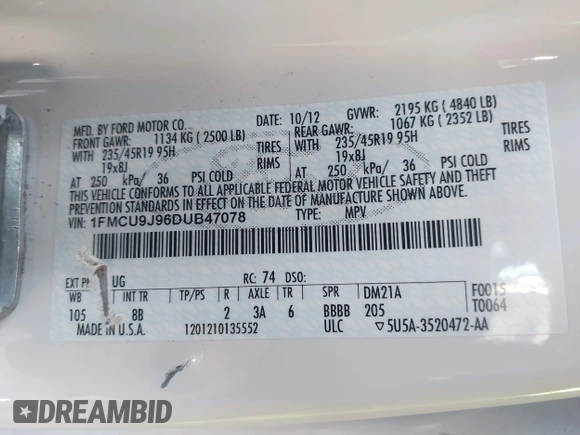 MFD. BY FORD MOTOR CO. DATE: 10/12 GVWR: 2195 KG ( 4840 LB)
FRONT GAWR: 1134 KG ( 2500 LB) REAR GAWR: 1067 KG ( 2352 LB)
WITH 235/45R19 95H TIRES WITH 235/45R19 95H TIRES
19x8J RIMS 19x8J RIMS
AT 250 kPa/ 36 PSI COLD AT 250 kPa/ 36 PSI COLD
THIS VEHICLE CONFORMS TO ALL APPLICABLE FEDERAL MOTOR VEHICLE SAFETY AND THEFT
PREVENTION STANDARDS IN EFFECT ON THE DATE OF MANUFACTURE SHOWN ABOVE.
VIN: 1FMCU9J96DUB47078 TYPE: MPV
EXT UG RC: 74 DSO: F0015
WB INT TR TP/PS R AXLE TR SPR DM21A T0064
105 8B 2 3A 6 BBBB 205
MADE IN U.S.A. 1201210135552 ULC ▽5U5A-3520472-AA
DREAMBID